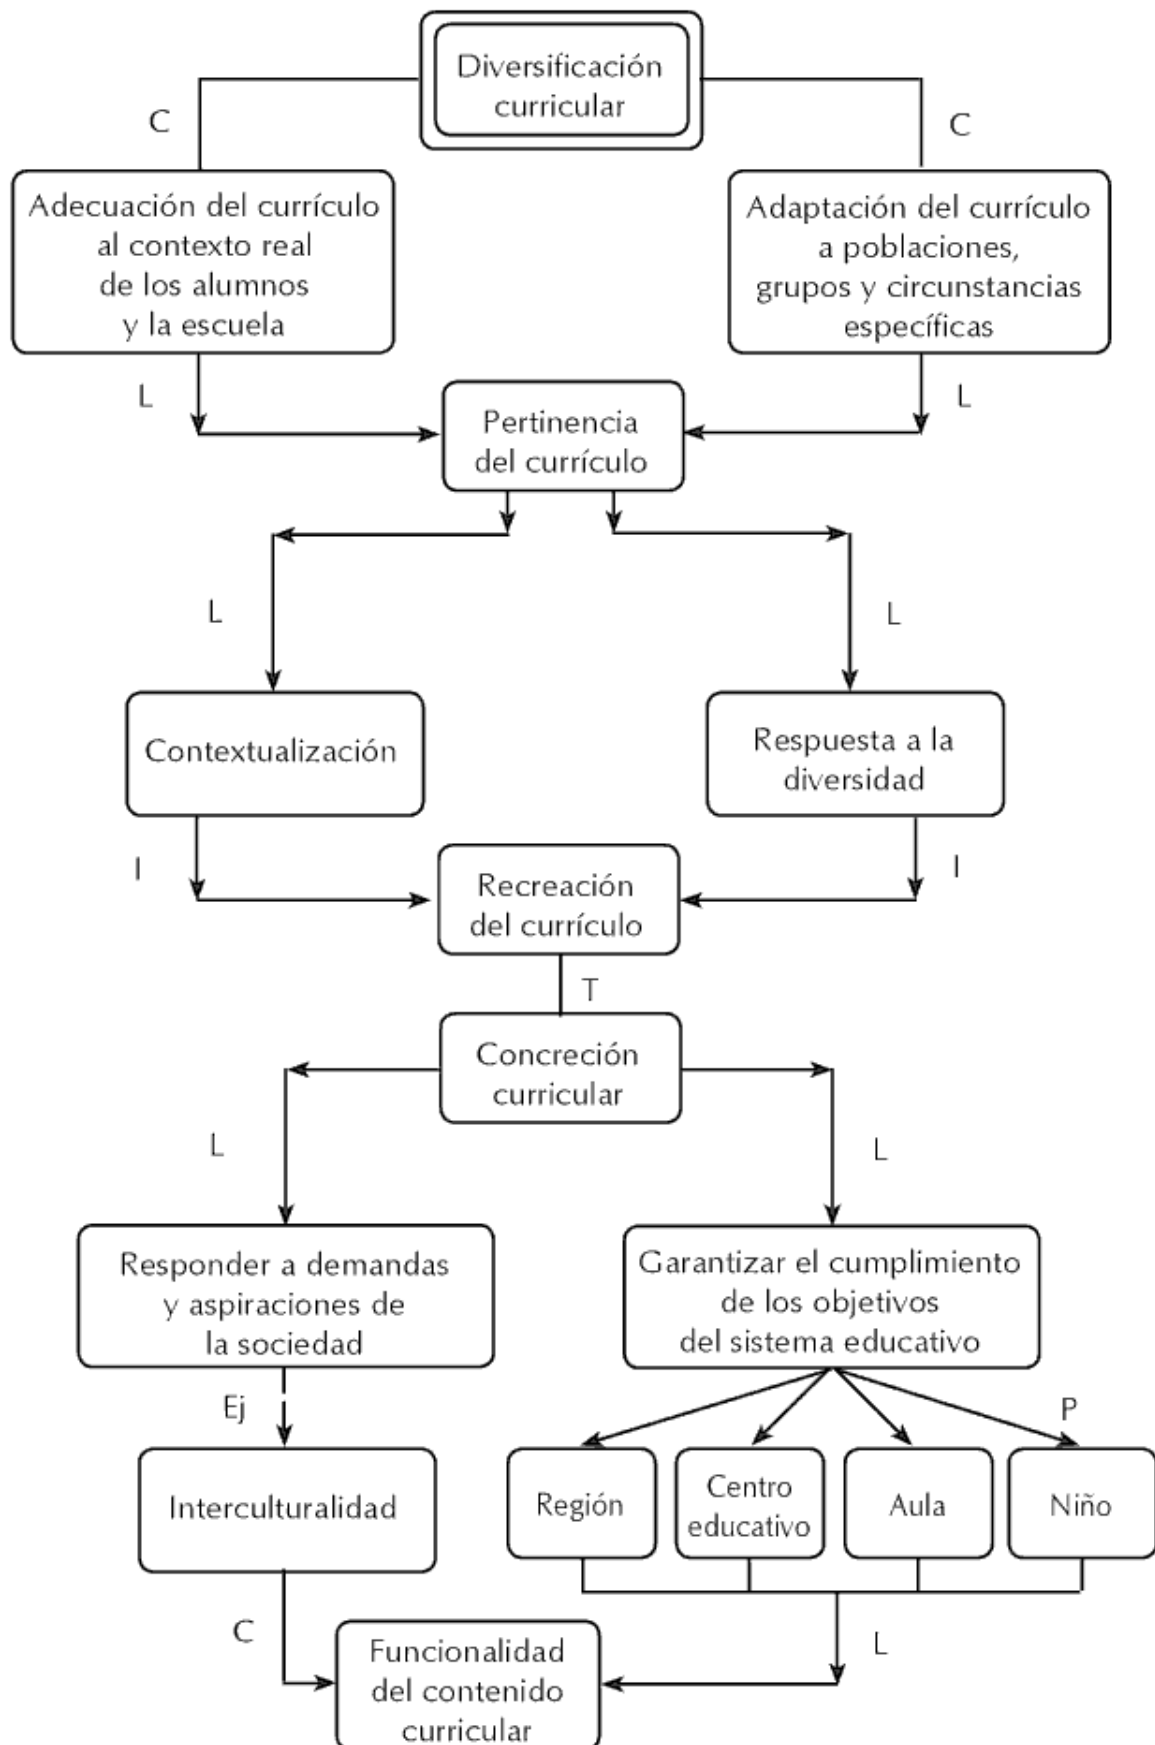 Diversificación
curricular
C
C
Adecuación del currículo
al contexto real
de los alumnos
y la escuela
Adaptación del currículo
a poblaciones,
grupos y circunstancias
específicas
L
L
Pertinencia
del currículo
L
L
Contextualización
Respuesta a la
diversidad
I
I
Recreación
del currículo
T
Concreción
curricular
L
L
Responder a demandas
y aspiraciones de
la sociedad
Garantizar el cumplimiento
de los objetivos
del sistema educativo
Ej
P
Interculturalidad
Región
Centro
educativo
Aula
Niño
C
L
Funcionalidad
del contenido
curricular